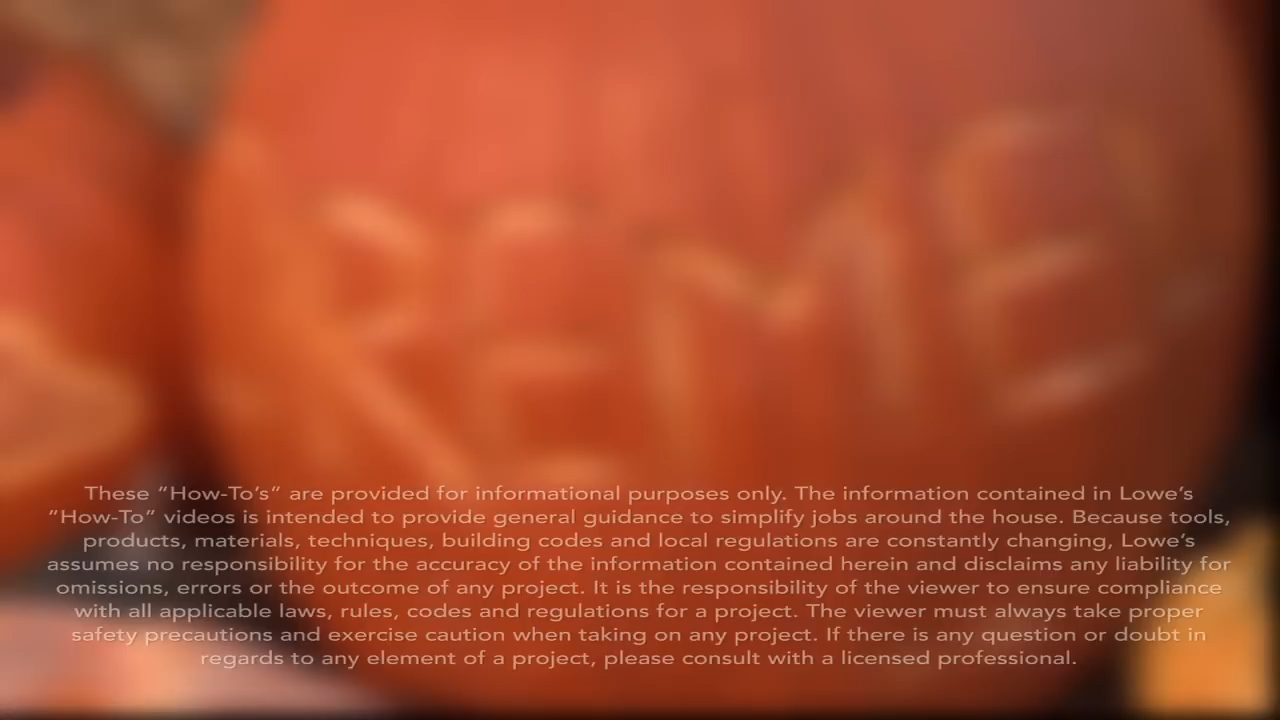 REME
These “How-To’s” are provided for informational purposes only. The information contained in Lowe’s
“How-To” videos is intended to provide general guidance to simplify jobs around the house. Because tools,
products, materials, techniques, building codes and local regulations are constantly changing, Lowe’s
assumes no responsibility for the accuracy of the information contained herein and disclaims any liability for
omissions, errors or the outcome of any project. It is the responsibility of the viewer to ensure compliance
with all applicable laws, rules, codes and regulations for a project. The viewer must always take proper
safety precautions and exercise caution when taking on any project. If there is any question or doubt in
regards to any element of a project, please consult with a licensed professional.